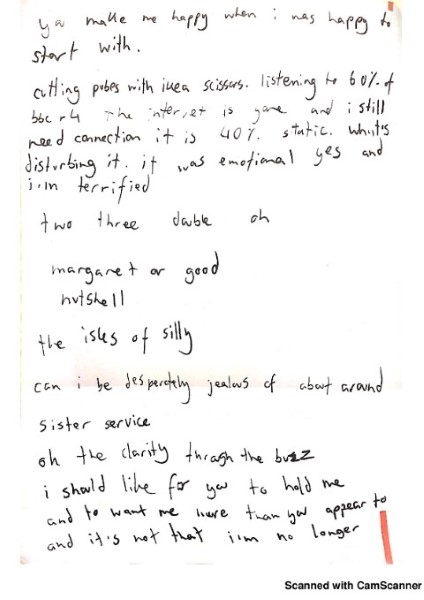 you make me happy when i was happy to
start with.
cutting pubes with ikea scissors. listening to 60% of
bbc r4 the internet is gone and i still
need connection it is 40% static. what's
disturbing it. it was emotional yes and
i'm terrified
two three double oh
margaret or good
nutshell
the isles of silly
can i be desperately jealous of about around
sister service
oh the clarity through the buzz
i should like for you to hold me
and to want me more than you appear to
and it's not that i'm no longer
Scanned with CamScanner